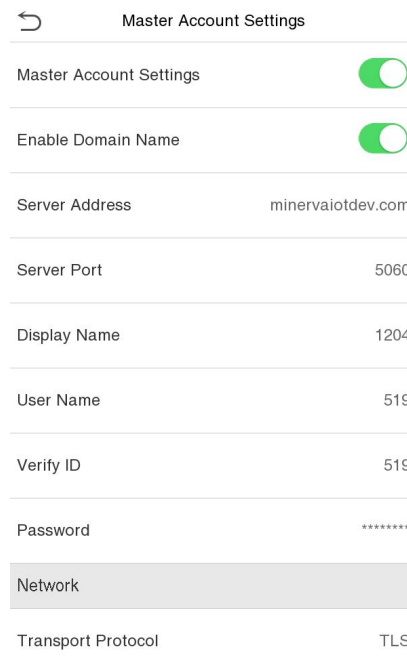 Master Account Settings
Master Account Settings
Enable Domain Name
Server Address minervaiotdev.com
Server Port 5060
Display Name 1204
User Name 519
Verify ID 519
Password ********
Network
Transport Protocol TLS